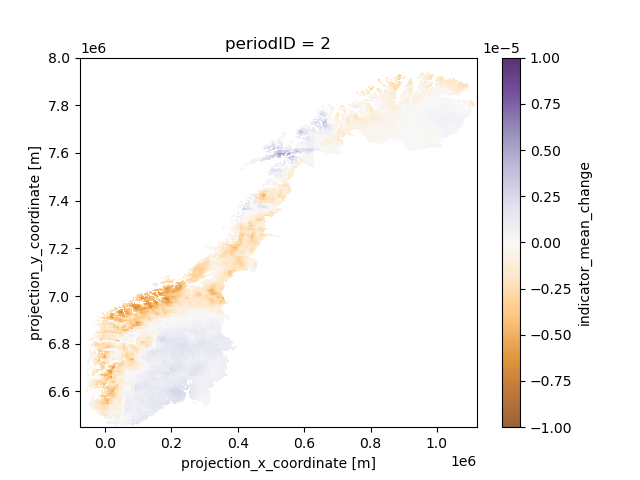 periodID = 2
1e6
8.0
7.8
7.6
7.4
7.2
7.0
6.8
6.6
projection_y_coordinate [m]
0.0 0.2 0.4 0.6 0.8 1.0
projection_x_coordinate [m]
1e6
1e−5
1.00
0.75
0.50
0.25
0.00
−0.25
−0.50
−0.75
−1.00
indicator_mean_change